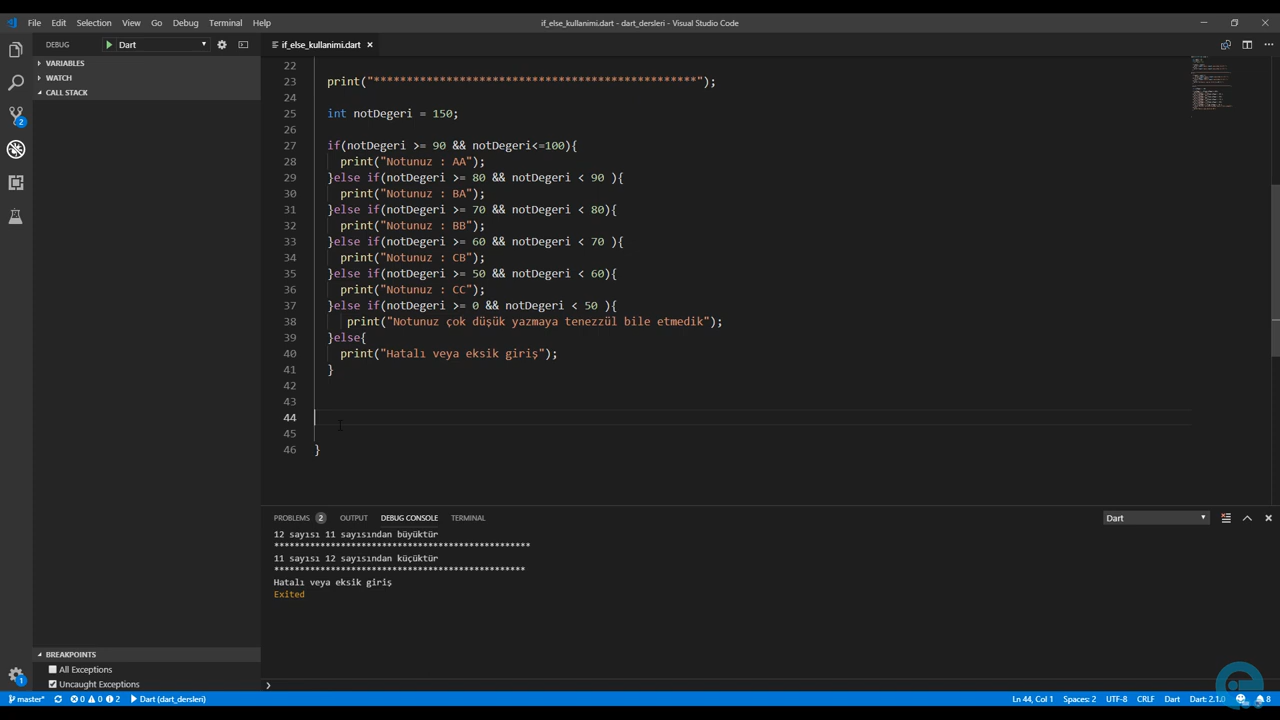 File Edit Selection View Go Debug Terminal Help
if_else_kullanimi.dart - dart_dersleri - Visual Studio Code
DEBUG Dart
if_else_kullanimi.dart
VARIABLES
WATCH
CALL STACK
22
23 print("*************************************************");
24
25 int notDegeri = 150;
26
27 if(notDegeri >= 90 && notDegeri<=100){
28 print("Notunuz : AA");
29 }else if(notDegeri >= 80 && notDegeri < 90 ){
30 print("Notunuz : BA");
31 }else if(notDegeri >= 70 && notDegeri < 80){
32 print("Notunuz : BB");
33 }else if(notDegeri >= 60 && notDegeri < 70 ){
34 print("Notunuz : CB");
35 }else if(notDegeri >= 50 && notDegeri < 60){
36 print("Notunuz : CC");
37 }else if(notDegeri >= 0 && notDegeri < 50 ){
38 print("Notunuz çok düşük yazmaya tenezzül bile etmedik");
39 }else{
40 print("Hatalı veya eksik giriş");
41 }
42
43
44
45
46 }
PROBLEMS 2 OUTPUT DEBUG CONSOLE TERMINAL
Dart
12 sayısı 11 sayısından büyüktür
**************************************************
11 sayısı 12 sayısından küçüktür
*************************************************
Hatalı veya eksik giriş
Exited
BREAKPOINTS
All Exceptions
Uncaught Exceptions
master* 0 0 2 Dart (dart_dersleri)
Ln 44, Col 1 Spaces: 2 UTF-8 CRLF Dart Dart: 2.1.0 8